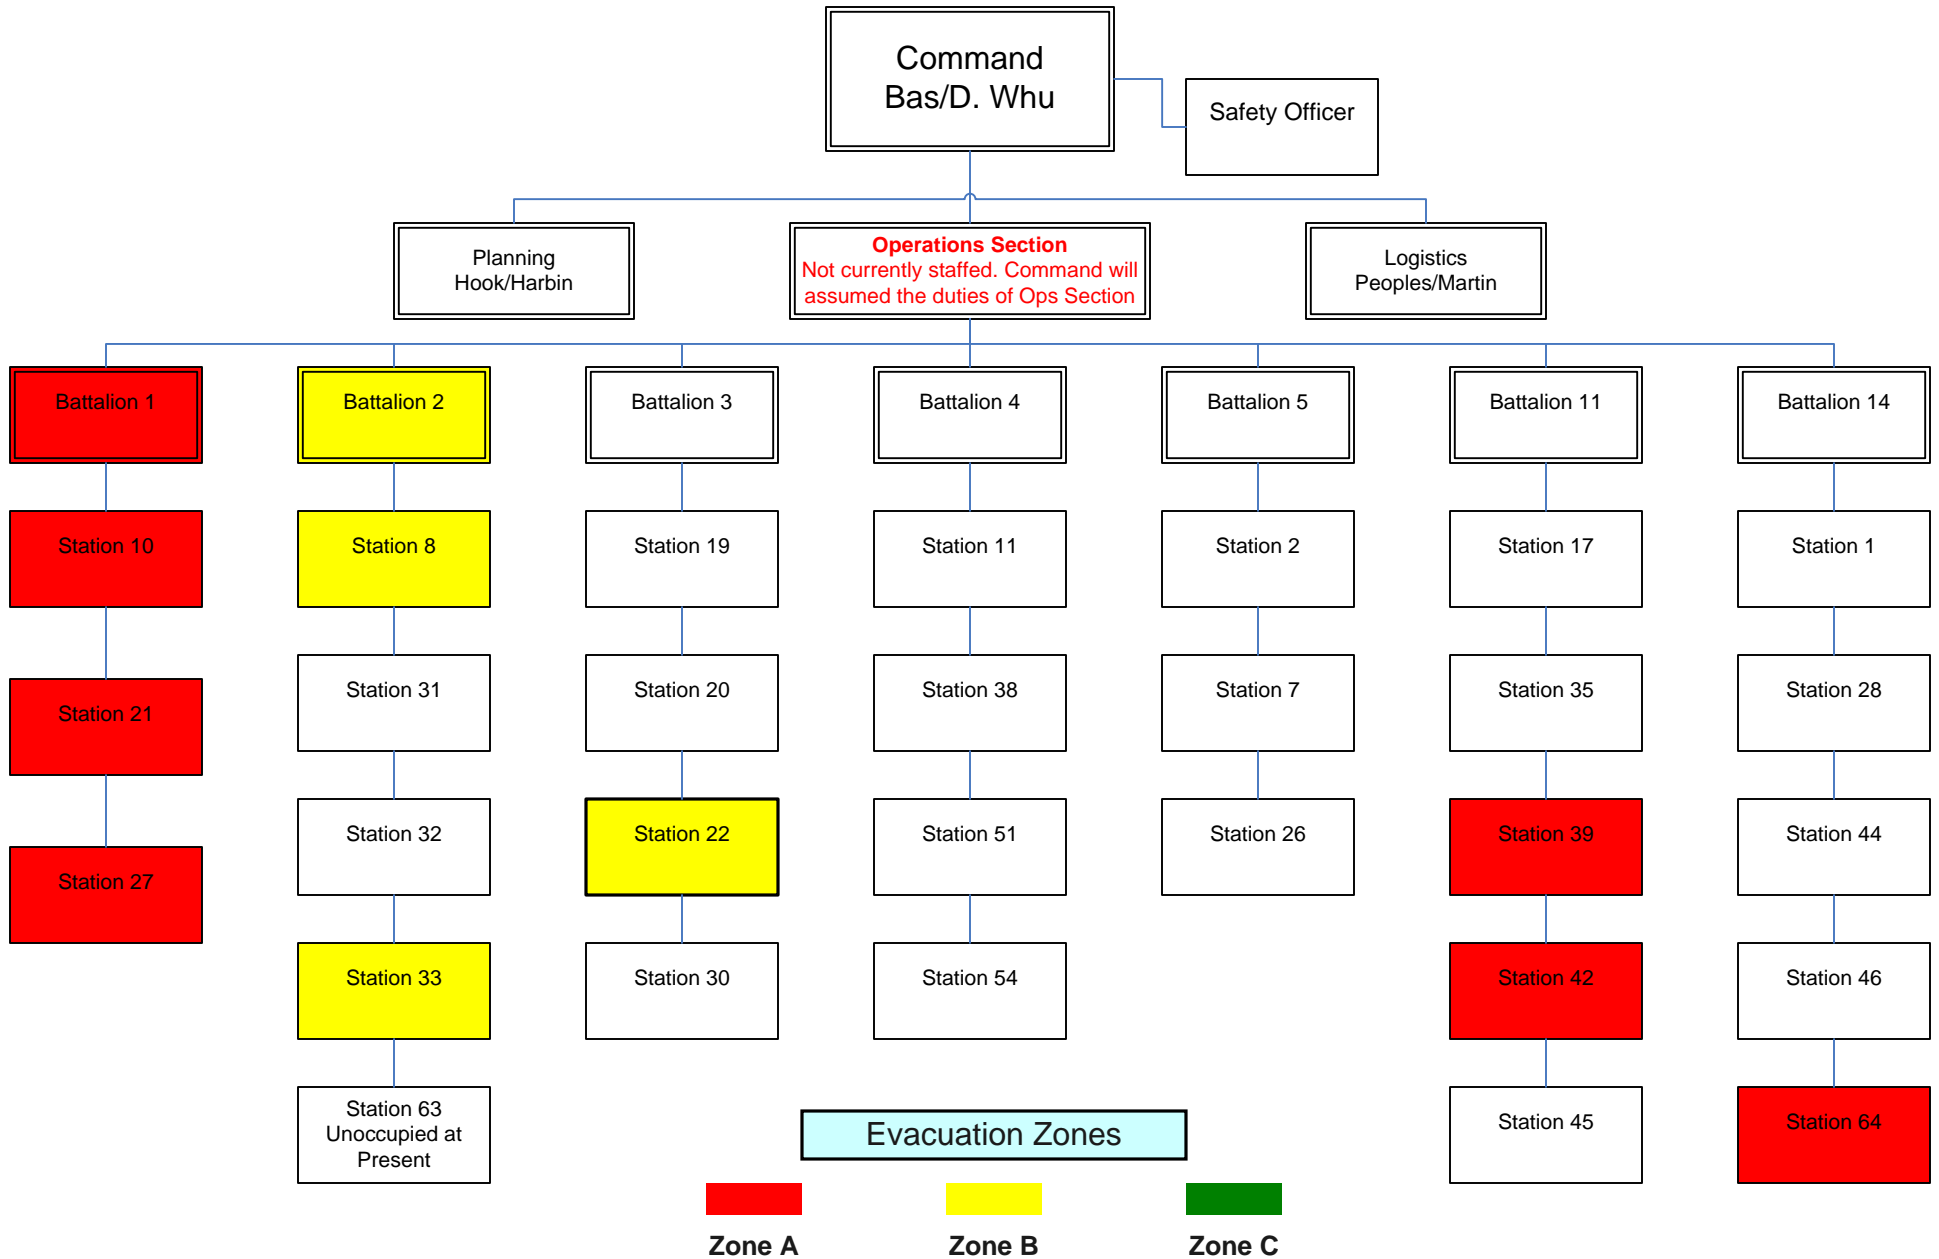 Command
Bas/D. Whu
Safety Officer
Planning
Hook/Harbin
Operations Section
Not currently staffed. Command will
assumed the duties of Ops Section
Logistics
Peoples/Martin
Battalion 1
Battalion 2
Battalion 3
Battalion 4
Battalion 5
Battalion 11
Battalion 14
Station 10
Station 8
Station 19
Station 11
Station 2
Station 17
Station 1
Station 21
Station 31
Station 20
Station 38
Station 7
Station 35
Station 28
Station 27
Station 32
Station 22
Station 51
Station 26
Station 39
Station 44
Station 33
Station 30
Station 54
Station 42
Station 46
Station 63
Unoccupied at
Present
Station 45
Station 64
Evacuation Zones
Zone A
Zone B
Zone C